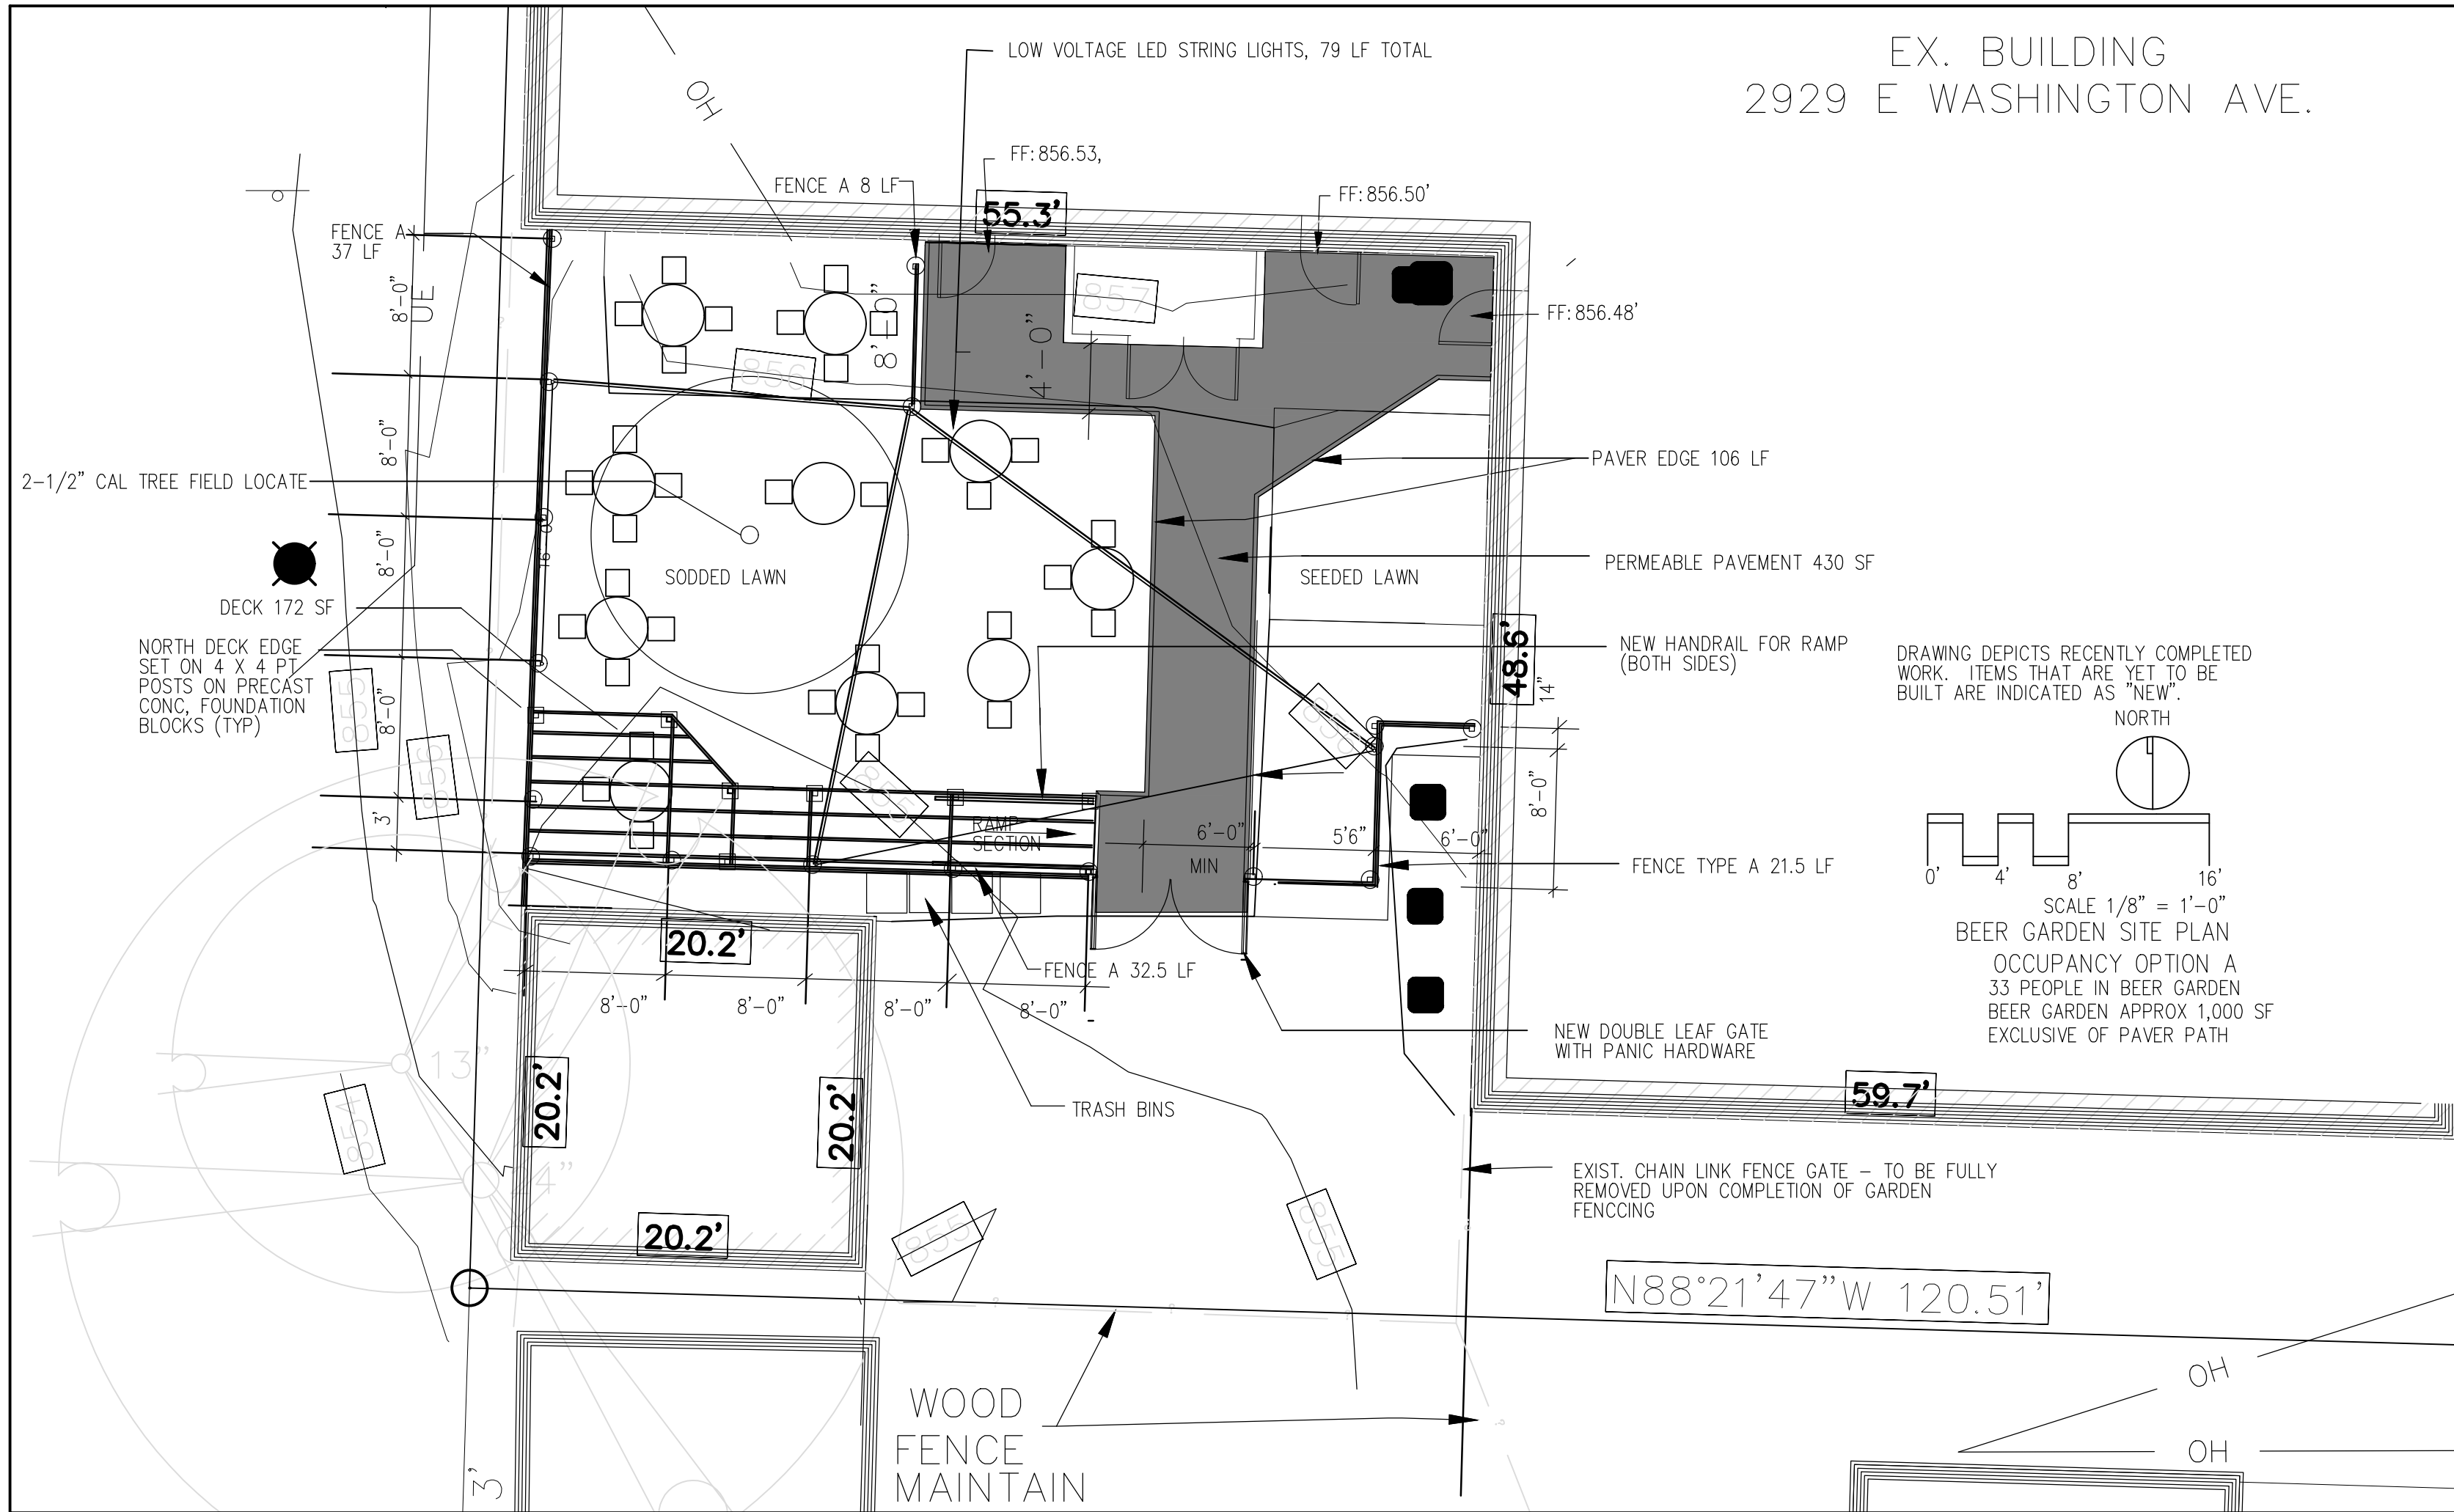 EX. BUILDING
2929 E WASHINGTON AVE.
OH
LOW VOLTAGE LED STRING LIGHTS, 79 LF TOTAL
FF:856.53,
FENCE A 8 LF
55.3'
FF:856.50'
FENCE A
37 LF
8'-0"
UE
8'-0"
857
4'-0"
FF:856.48'
856
8'-0"
2-1/2" CAL TREE FIELD LOCATE
PAVER EDGE 106 LF
8'-0"
PERMEABLE PAVEMENT 430 SF
SODDED LAWN
SEEDED LAWN
DECK 172 SF
NORTH DECK EDGE
SET ON 4 X 4 PT
POSTS ON PRECAST
CONC, FOUNDATION
BLOCKS (TYP)
855
8'-0"
856
3'
NEW HANDRAIL FOR RAMP
(BOTH SIDES)
48.6'
14"
8'-0"
DRAWING DEPICTS RECENTLY COMPLETED
WORK. ITEMS THAT ARE YET TO BE
BUILT ARE INDICATED AS "NEW".
NORTH
855
RAMP
SECTION
6'-0"
MIN
5'6"
6'-0"
FENCE TYPE A 21.5 LF
0'
4'
8'
16'
SCALE 1/8" = 1'-0"
BEER GARDEN SITE PLAN
OCCUPANCY OPTION A
33 PEOPLE IN BEER GARDEN
BEER GARDEN APPROX 1,000 SF
EXCLUSIVE OF PAVER PATH
20.2'
FENCE A 32.5 LF
8'-0"
8'-0"
8'-0"
8'-0"
NEW DOUBLE LEAF GATE
WITH PANIC HARDWARE
13"
20.2'
20.2'
TRASH BINS
59.7'
854
EXIST. CHAIN LINK FENCE GATE - TO BE FULLY
REMOVED UPON COMPLETION OF GARDEN
FENCCING
20.2'
855
855
N88°21'47"W 120.51'
OH
OH
WOOD
FENCE
MAINTAIN
3'